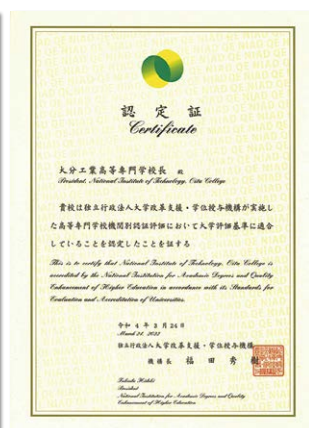 認定証
Certificate
大分工業高等専門学校長 殿
President, National Institute of Technology, Oita College
貴校は独立行政法人大学改革支援・学位授与機構が実施し
た高等専門学校機関別認証評価において大学評価基準に適合
していることを認定したことを証する
This is to certify that National Institute of Technology, Oita College is
accredited by the National Institution for Academic Degrees and Quality
Enhancement of Higher Education in accordance with its Standards for
Evaluation and Accreditation of Universities.
令和4年3月24日
March 24, 2022
独立行政法人大学改革支援・学位授与機構
機構長 福田秀樹
Fukuda Hideki
President
National Institution for Academic Degrees and Quality
Enhancement of Higher Education